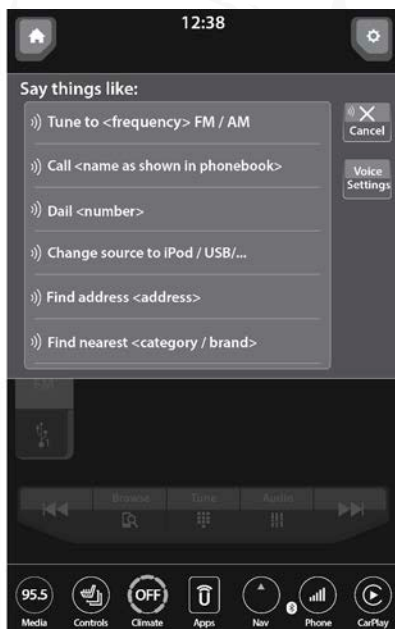 12:38
Say things like:
Tune to <frequency> FM / AM
Cancel
Call <name as shown in phonebook>
Voice
Settings
Dail <number>
Change source to iPod / USB/...
Find address <address>
Find nearest <category / brand>
FM
Browse Tune Audio
95.5 OFF
Media Controls Climate Apps Nav Phone CarPlay